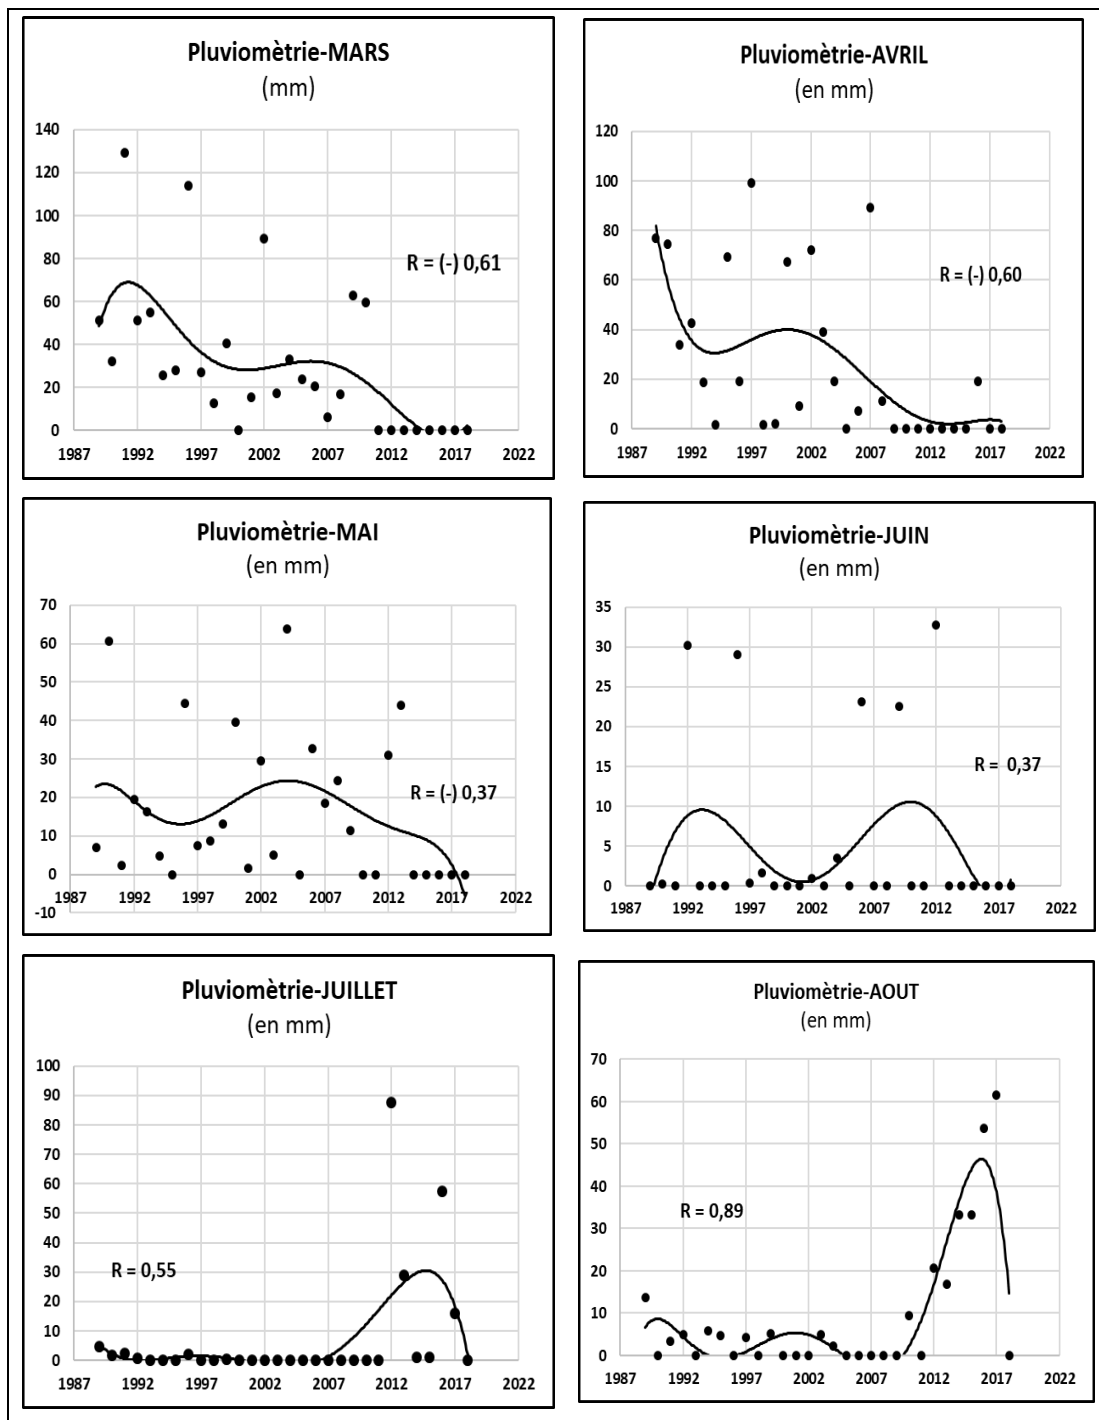 Pluviomètrie-MARS
(mm)
140
120
100
80
60
40
20
0
R = (-) 0,61
1987 1992 1997 2002 2007 2012 2017 2022
Pluviomètrie-AVRIL
(en mm)
120
100
80
60
40
20
0
R = (-) 0,60
1987 1992 1997 2002 2007 2012 2017 2022
Pluviomètrie-MAI
(en mm)
70
60
50
40
30
20
10
0
-10
R = (-) 0,37
1987 1992 1997 2002 2007 2012 2017 2022
Pluviomètrie-JUIN
(en mm)
35
30
25
20
15
10
5
0
R = 0,37
1987 1992 1997 2002 2007 2012 2017 2022
Pluviomètrie-JUILLET
(en mm)
100
90
80
70
60
50
40
30
20
10
0
R = 0,55
1987 1992 1997 2002 2007 2012 2017 2022
Pluviomètrie-AOUT
(en mm)
70
60
50
40
30
20
10
0
R = 0,89
1987 1992 1997 2002 2007 2012 2017 2022